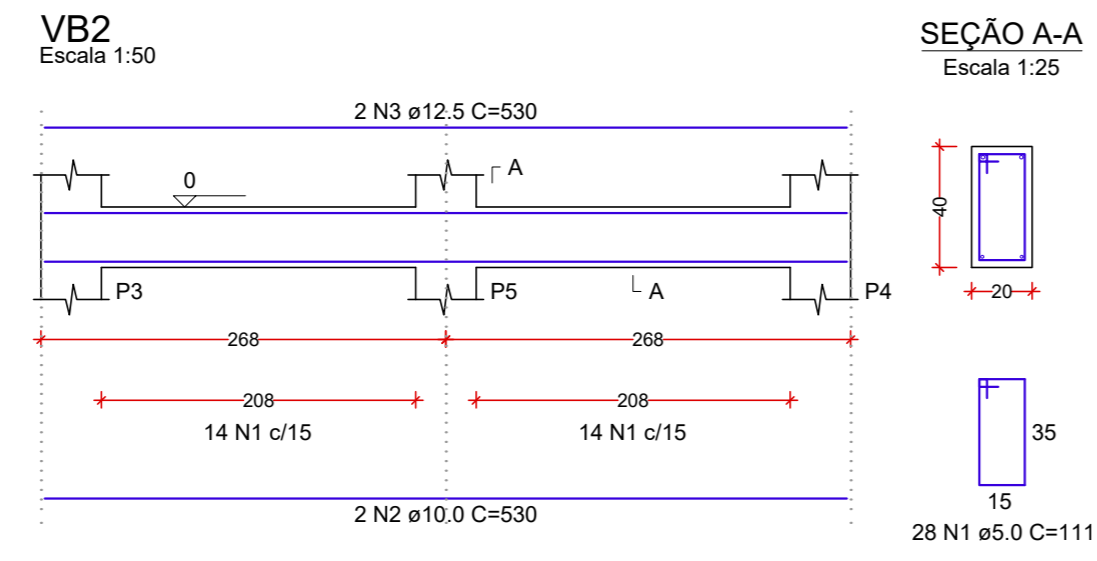 VB2
Escala 1:50
SEÇÃO A-A
Escala 1:25
2 N3 ø12.5 C=530
A
0
40
P3
P5
A
P4
20
268
268
208
208
14 N1 c/15
14 N1 c/15
35
15
2 N2 ø10.0 C=530
28 N1 ø5.0 C=111